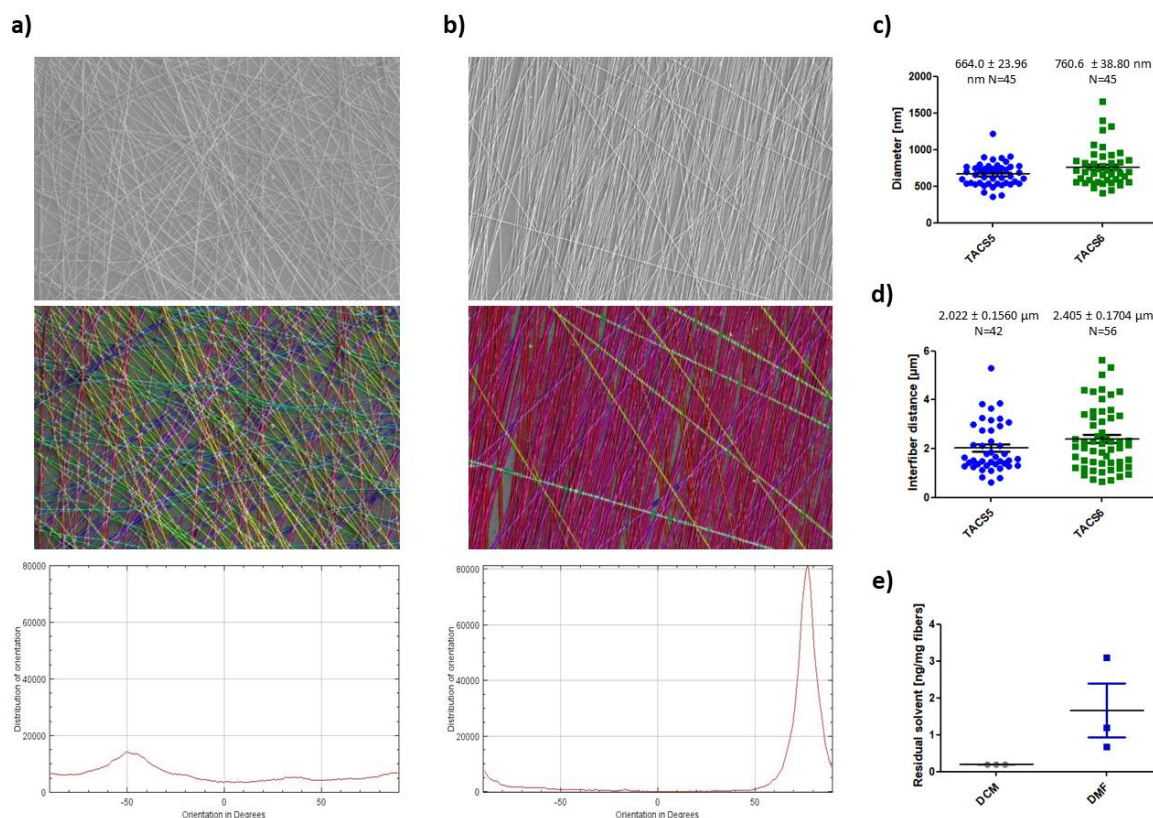 a)
b)
c)
664.0 ± 23.96
nm N=45
760.6 ± 38.80 nm
N=45
Diameter [nm]
2000
1500
1000
500
0
TACS5
TACS6
d)
2.022 ± 0.1560 µm
N=42
2.405 ± 0.1704 µm
N=56
Interfiber distance [µm]
6
4
2
0
TACS5
TACS6
Distribution of orientation
80000
60000
40000
20000
0
-50
0
50
Orientation in Degrees
Distribution of orientation
80000
60000
40000
20000
0
-50
0
50
Orientation in Degrees
e)
Residual solvent [ng/mg fibers]
4
3
2
1
0
DCM
DMF